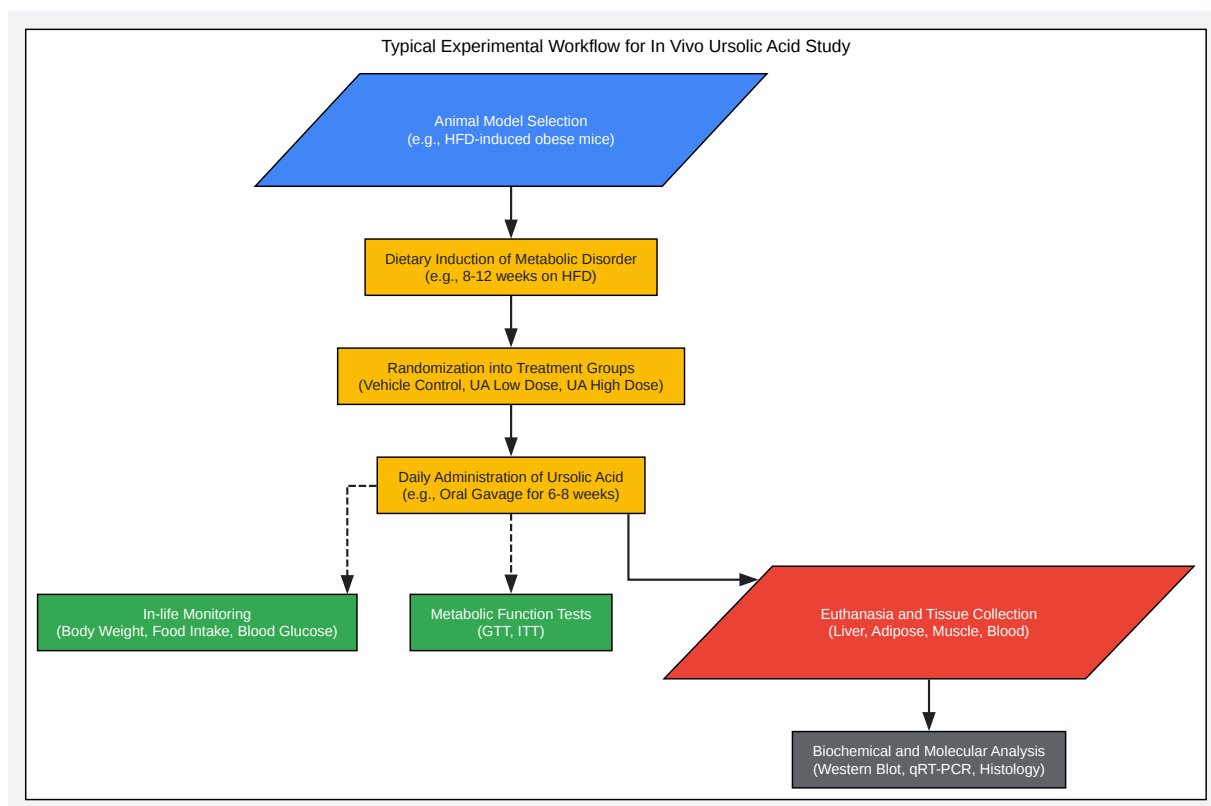 Typical Experimental Workflow for In Vivo Ursolic Acid Study
Animal Model Selection
(e.g., HFD-induced obese mice)
Dietary Induction of Metabolic Disorder
(e.g., 8-12 weeks on HFD)
Randomization into Treatment Groups
(Vehicle Control, UA Low Dose, UA High Dose)
Daily Administration of Ursolic Acid
(e.g., Oral Gavage for 6-8 weeks)
In-life Monitoring
(Body Weight, Food Intake, Blood Glucose)
Metabolic Function Tests
(GTT, ITT)
Euthanasia and Tissue Collection
(Liver, Adipose, Muscle, Blood)
Biochemical and Molecular Analysis
(Western Blot, qRT-PCR, Histology)